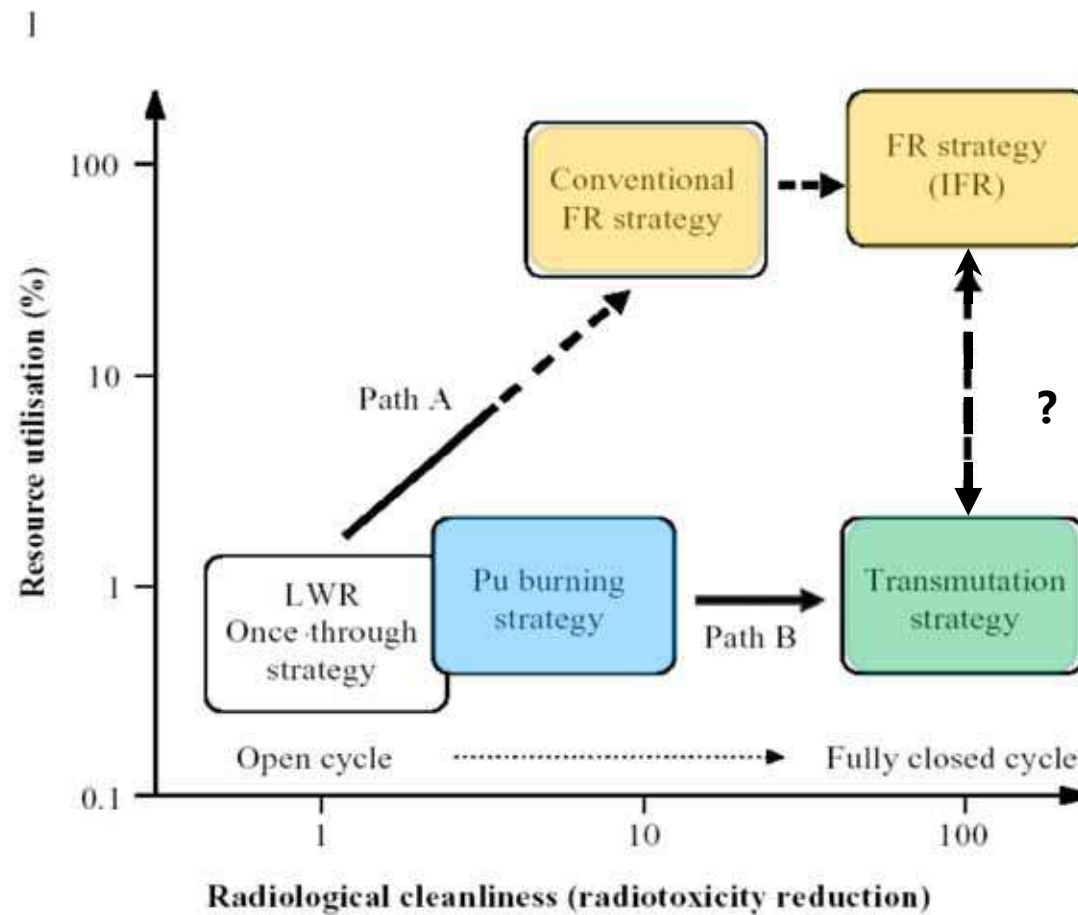 l
100
10
1
0.1
Resource utilisation (%)
Conventional
FR strategy
FR strategy
(IFR)
Path A
?
LWR
Once-through
strategy
Pu burning
strategy
Path B
Transmutation
strategy
Open cycle
Fully closed cycle
1
10
100
Radiological cleanliness (radiotoxicity reduction)